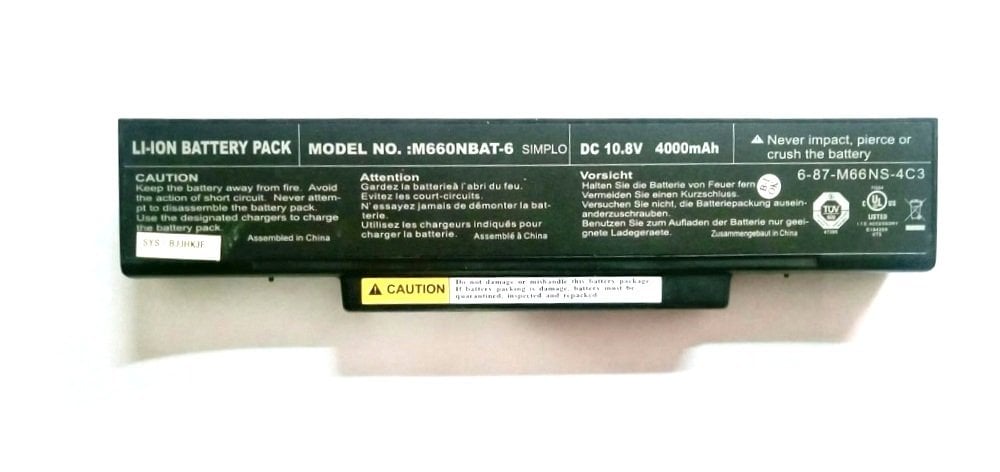 LI-ION BATTERY PACK
MODEL NO. :M660NBAT-6 SIMPLO
DC 10.8V 4000mAh
Never impact, pierce or
crush the battery
CAUTION
Keep the battery away from fire. Avoid
the action of short circuit. Never attem-
pt to disassemble the battery pack.
Use the designated chargers to charge
the battery pack.
Assembled in China
SYS BJJHKJF
Attention
Gardez la batterieà l'abri du feu.
Evitez les court-circuits.
N'essayez jamais de démonter la bat-
terie.
Utilisez les chargeurs indiqués pour
charger la batterie.
Assemblé à China
Vorsicht
Halten Sie die Batterie von Feuer fern
Vermeiden Sie einen Kurzschluss.
Versuchen Sie nicht, die Batteriepackung ausein-
anderzuschrauben.
Benutzen Sie zum Aufladen der Batterie nur geei-
gnete Ladegeraete.
Zusammengebaut in China
6-87-M66NS-4C3
TUV
C UL US
LISTED
CAUTION
Do not damage or mishandle this battery package
If battery packing is damage, battery must be
quarantined, inspected and repacked